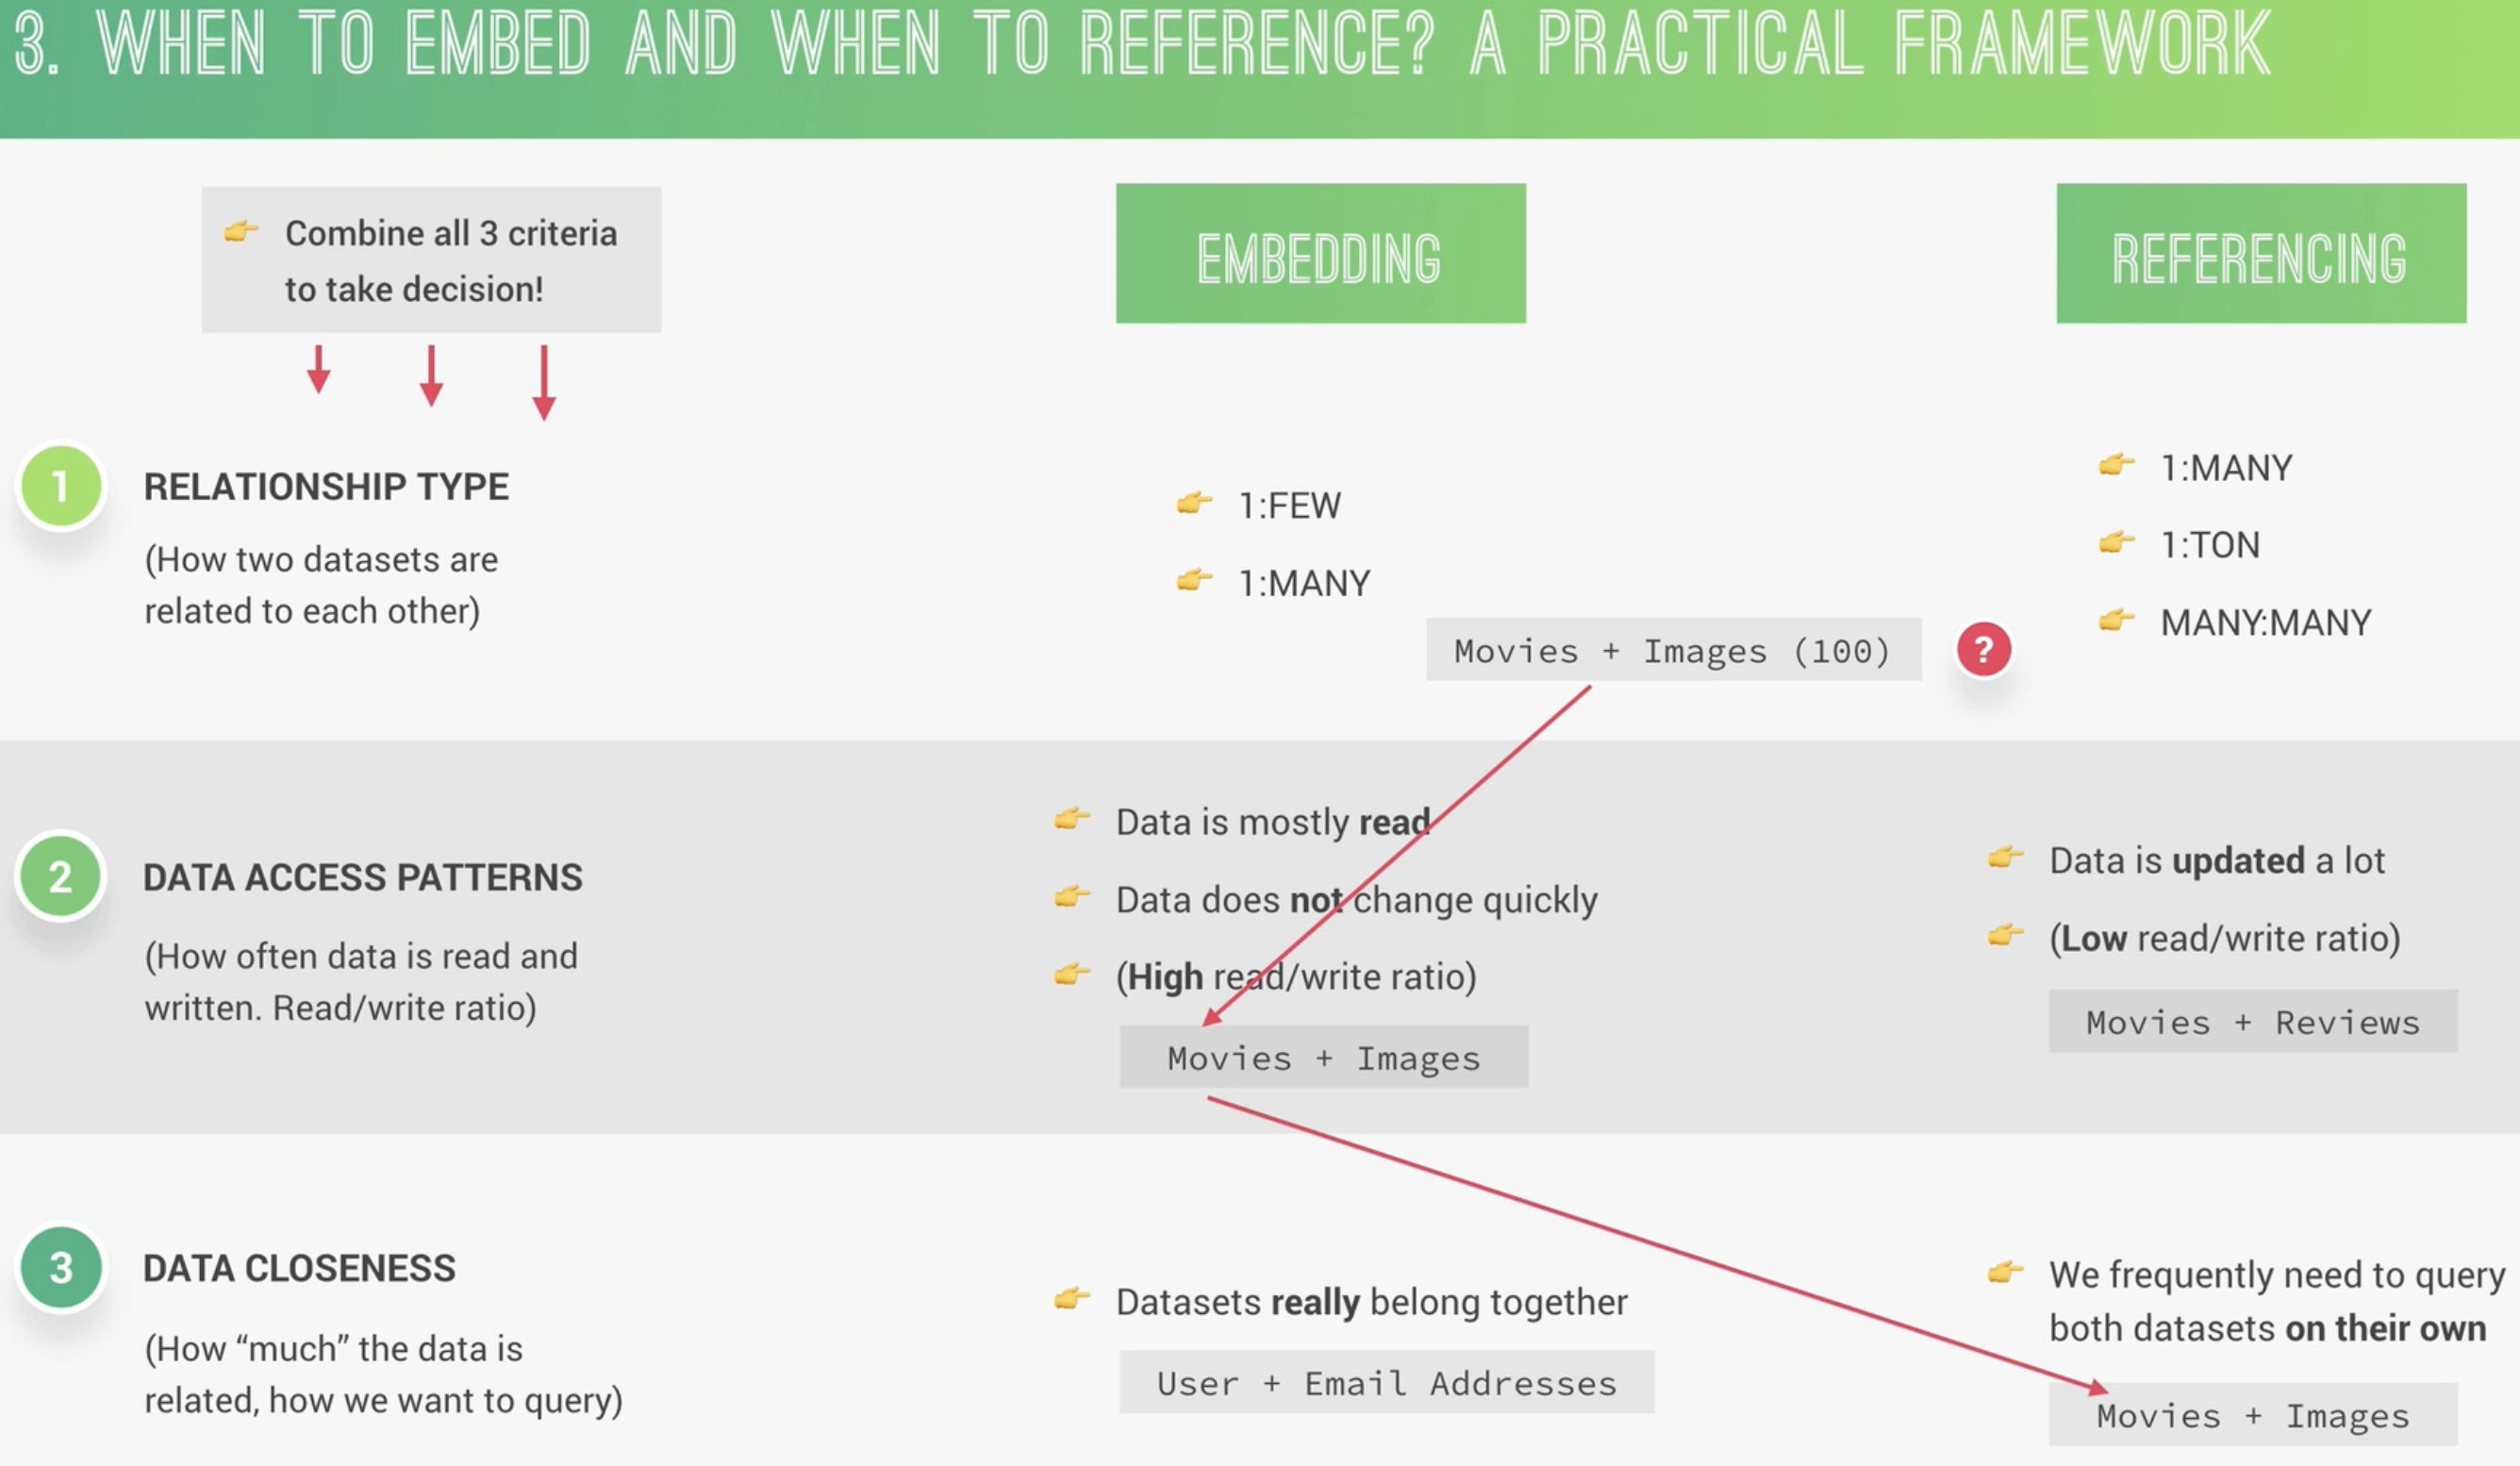 3. WHEN TO EMBED AND WHEN TO REFERENCE? A PRACTICAL FRAMEWORK
Combine all 3 criteria
to take decision!
EMBEDDING
REFERENCING
1
RELATIONSHIP TYPE
(How two datasets are
related to each other)
1:FEW
1:MANY
1:MANY
1:TON
MANY:MANY
Movies + Images (100)
?
2
DATA ACCESS PATTERNS
(How often data is read and
written. Read/write ratio)
Data is mostly read
Data does not change quickly
(High read/write ratio)
Movies + Images
Data is updated a lot
(Low read/write ratio)
Movies + Reviews
3
DATA CLOSENESS
(How “much” the data is
related, how we want to query)
Datasets really belong together
User + Email Addresses
We frequently need to query
both datasets on their own
Movies + Images